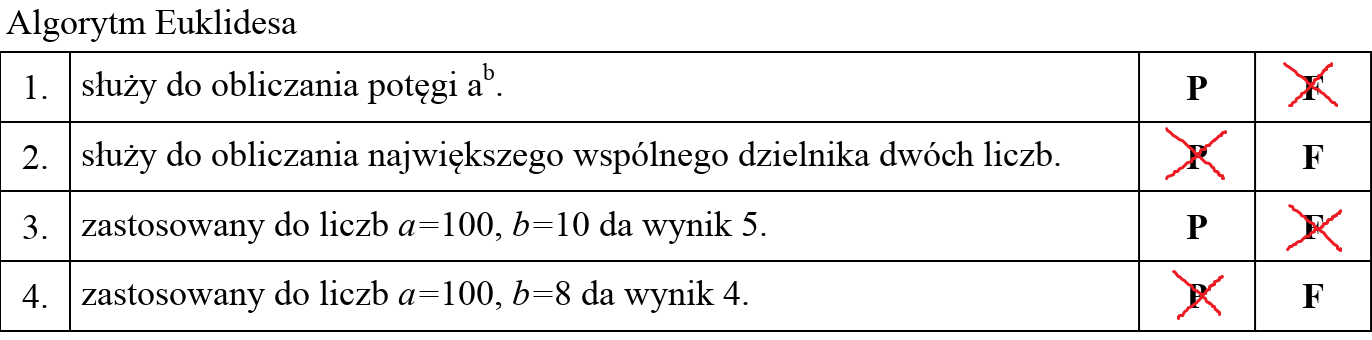 Algorytm Euklidesa
1. służy do obliczania potęgi aᵇ. P F
2. służy do obliczania największego wspólnego dzielnika dwóch liczb. P F
3. zastosowany do liczb a=100, b=10 da wynik 5. P F
4. zastosowany do liczb a=100, b=8 da wynik 4. P F